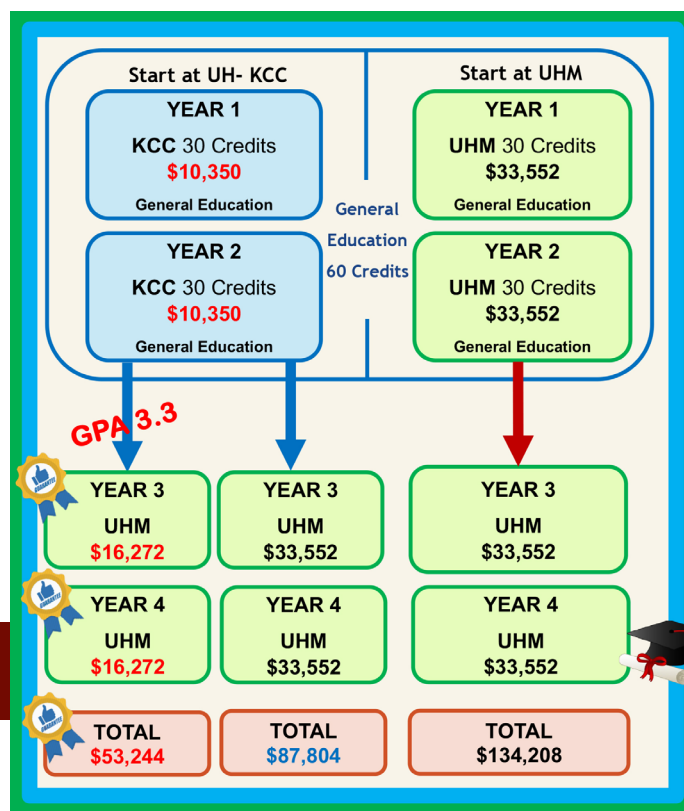 Start at UH- KCC
YEAR 1
KCC 30 Credits
$10,350
General Education
YEAR 2
KCC 30 Credits
$10,350
General Education
General
Education
60 Credits
Start at UHM
YEAR 1
UHM 30 Credits
$33,552
General Education
YEAR 2
UHM 30 Credits
$33,552
General Education
GPA 3.3
GUARANTEE
YEAR 3
UHM
$16,272
YEAR 3
UHM
$33,552
YEAR 3
UHM
$33,552
GUARANTEE
YEAR 4
UHM
$16,272
YEAR 4
UHM
$33,552
YEAR 4
UHM
$33,552
GUARANTEE
TOTAL
$53,244
TOTAL
$87,804
TOTAL
$134,208